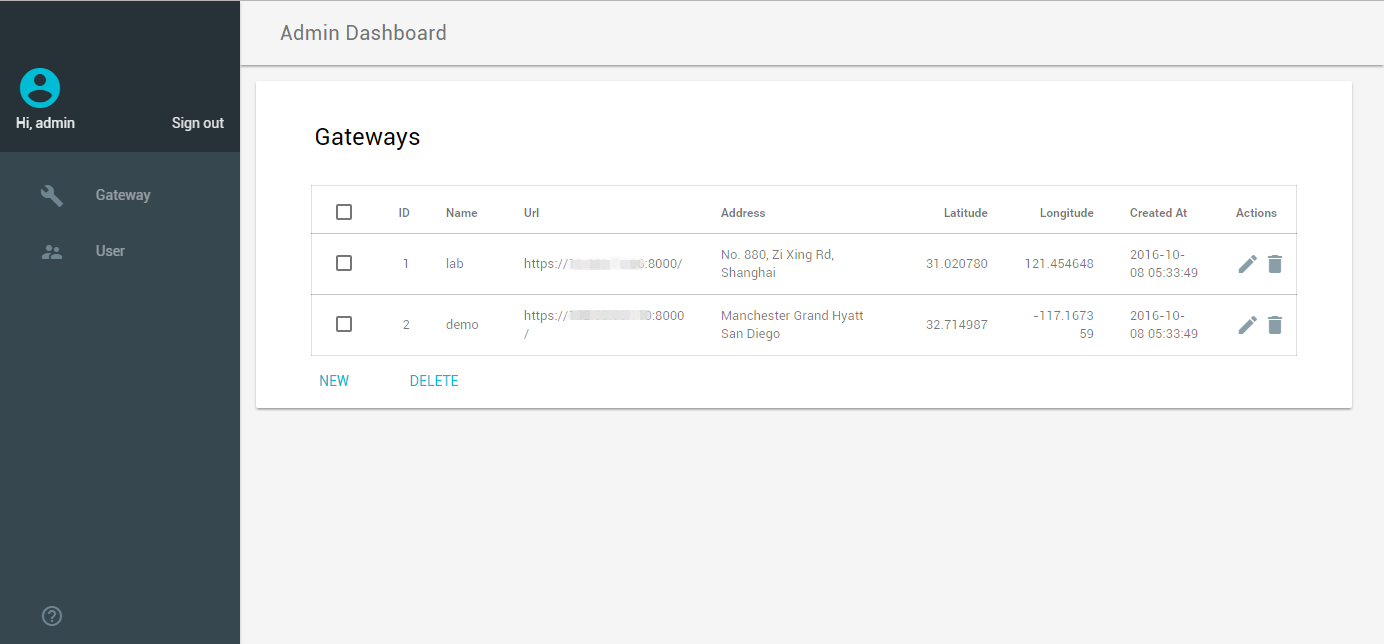 Admin Dashboard
Hi, admin
Sign out
Gateway
User
Gateways
ID Name Url Address Latitude Longitude Created At Actions
1 lab https:// :8000/ No. 880, Zi Xing Rd, 31.020780 121.454648 2016-10-
Shanghai 08 05:33:49
2 demo https:// :8000 Manchester Grand Hyatt 32.714987 -117.1673 2016-10-
/ San Diego 59 08 05:33:49
NEW DELETE